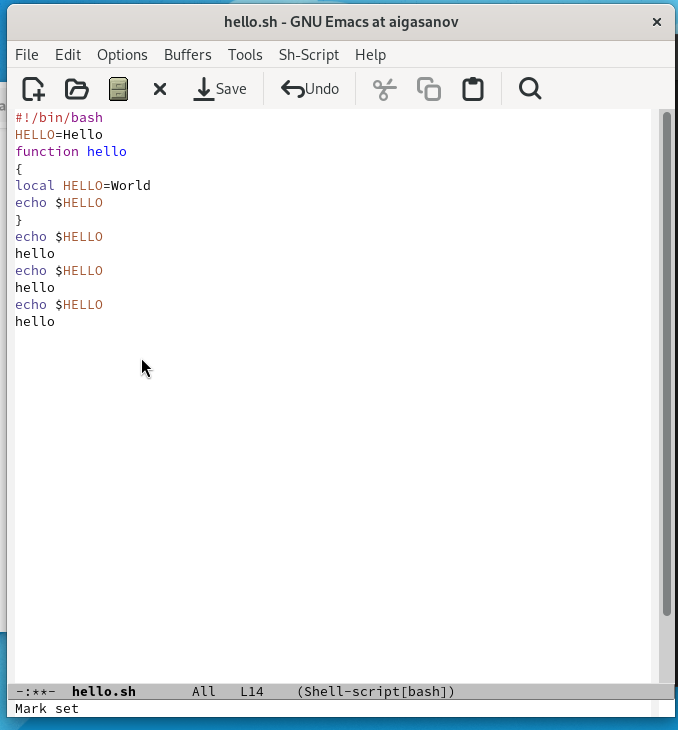 hello.sh - GNU Emacs at aigasanov
File Edit Options Buffers Tools Sh-Script Help
Save Undo
#!/bin/bash
HELLO=Hello
function hello
{
local HELLO=World
echo $HELLO
}
echo $HELLO
hello
echo $HELLO
hello
echo $HELLO
hello
-:**- hello.sh All L14 (Shell-script[bash])
Mark set